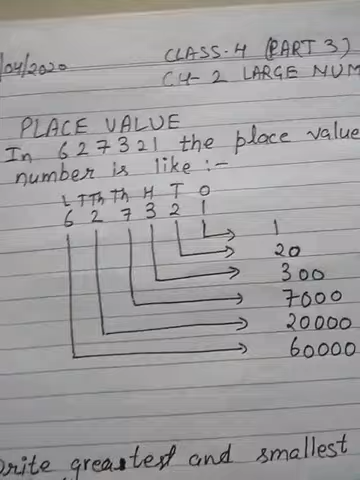 /04/2020
CLASS-4 (PART 3)
CH-2 LARGE NUM
PLACE VALUE
In 627321 the place value
number is like :-
L TTh Th H T O
6 2 7 3 2 1
1
20
300
7000
20000
60000
Write greatest and smallest